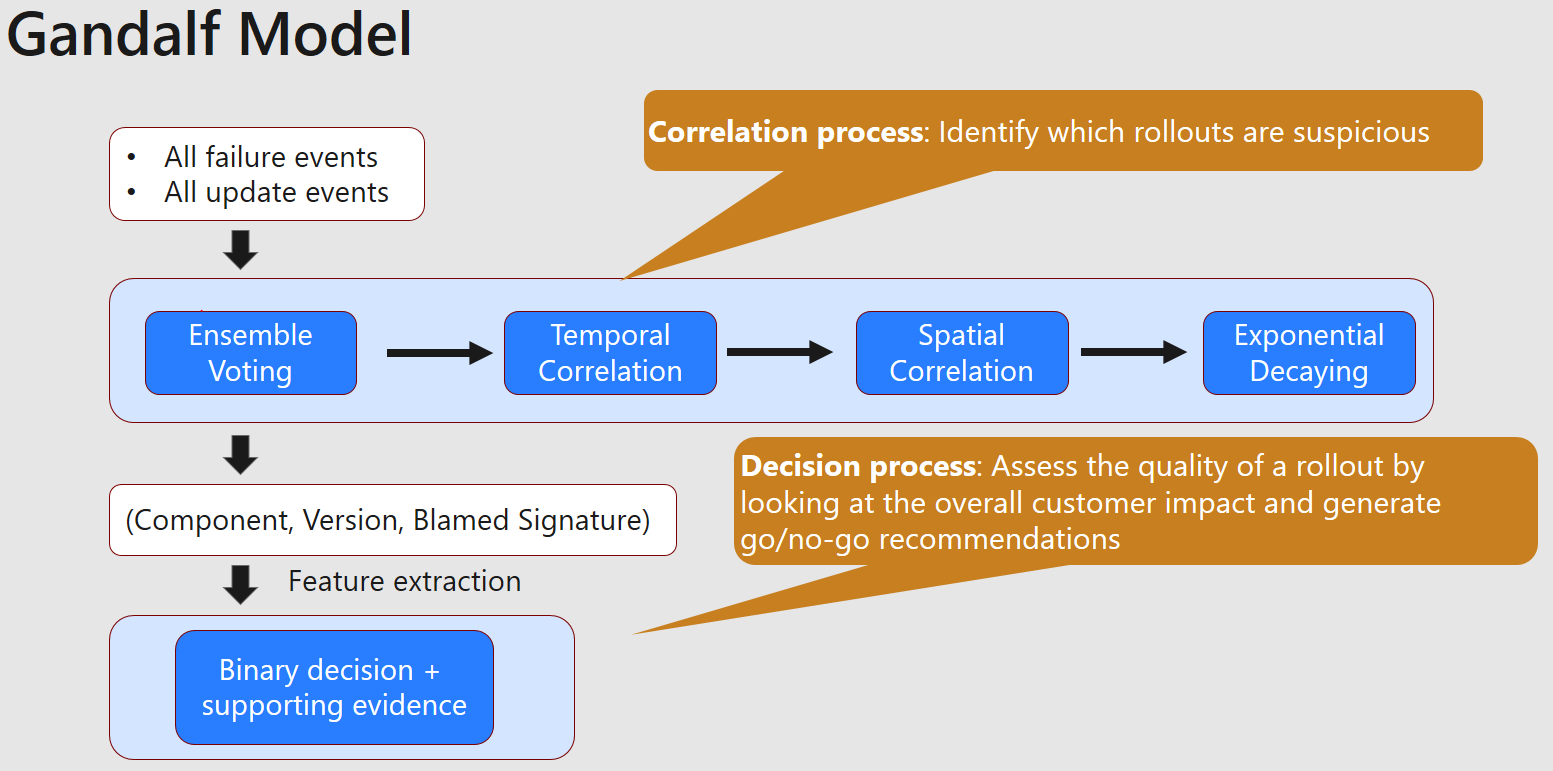 Gandalf Model
Correlation process: Identify which rollouts are suspicious
• All failure events
• All update events
Ensemble
Voting
Temporal
Correlation
Spatial
Correlation
Exponential
Decaying
Decision process: Assess the quality of a rollout by
looking at the overall customer impact and generate
go/no-go recommendations
(Component, Version, Blamed Signature)
Feature extraction
Binary decision +
supporting evidence